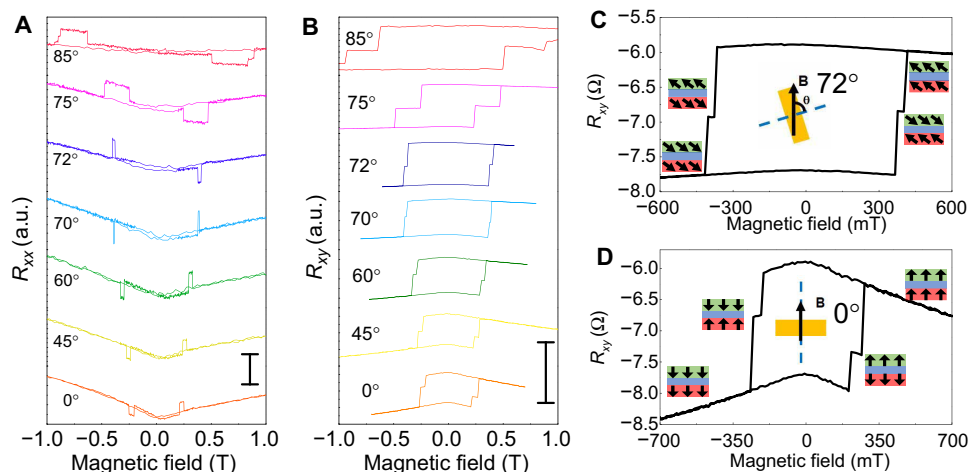 A
85°
75°
72°
70°
60°
45°
0°
Rxx (a.u.)
−1.0 −0.5 0.0 0.5 1.0
Magnetic field (T)
B
85°
75°
72°
70°
60°
45°
0°
Rxy (a.u.)
−1.0 −0.5 0.0 0.5 1.0
Magnetic field (T)
C
−5.5
−6.0
−6.5
−7.0
−7.5
−8.0
Rxy (Ω)
B
θ
72°
−600 −300 0 300 600
Magnetic field (mT)
D
−6.0
−6.5
−7.0
−7.5
−8.0
−8.5
Rxy (Ω)
B
0°
−700 −350 0 350 700
Magnetic field (mT)